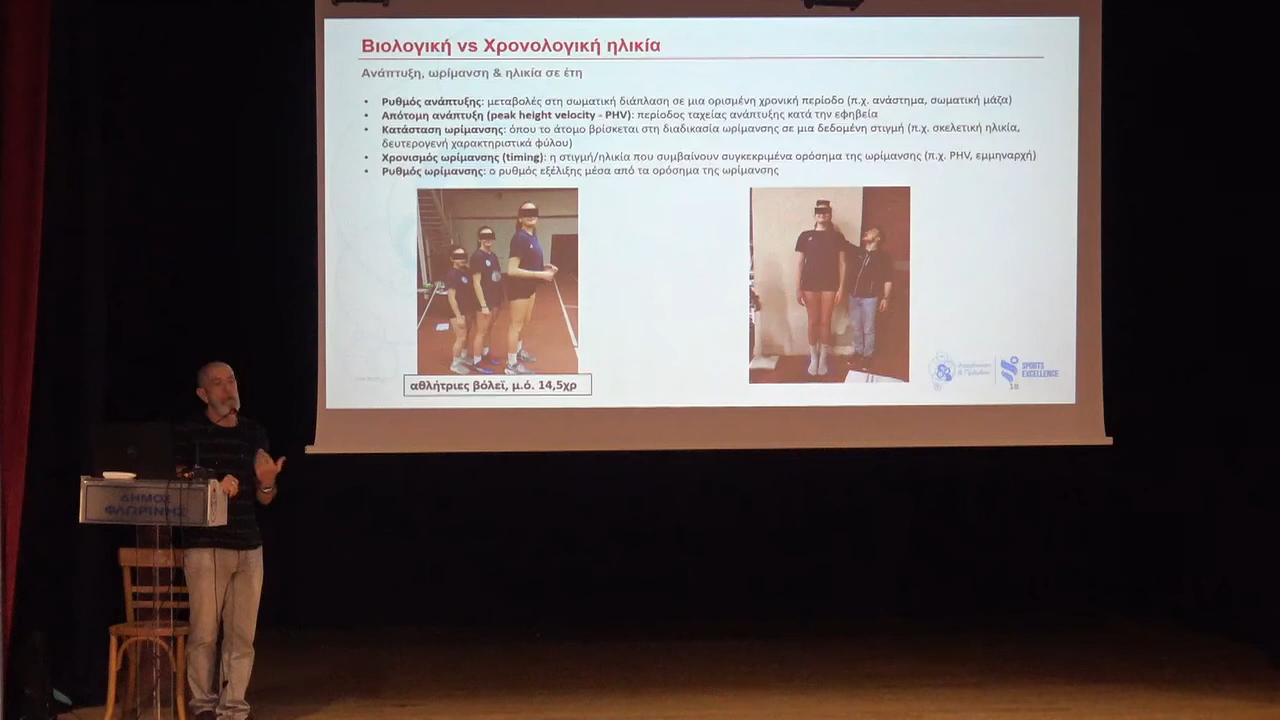 Βιολογική vs Χρονολογική ηλικία
Ανάπτυξη, ωρίμανση & ηλικία σε έτη
• Ρυθμός ανάπτυξης: μεταβολές στη σωματική διάπλαση σε μια ορισμένη χρονική περίοδο (π.χ. ανάστημα, σωματική μάζα)
• Απότομη ανάπτυξη (peak height velocity - PHV): περίοδος ταχείας ανάπτυξης κατά την εφηβεία
• Κατάσταση ωρίμανσης: όπου το άτομο βρίσκεται στη διαδικασία ωρίμανσης σε μια δεδομένη στιγμή (π.χ. σκελετική ηλικία,
δευτερογενή χαρακτηριστικά φύλου)
• Χρονισμός ωρίμανσης (timing): η στιγμή/ηλικία που συμβαίνουν συγκεκριμένα ορόσημα της ωρίμανσης (π.χ. PHV, εμμηναρχή)
• Ρυθμός ωρίμανσης: ο ρυθμός εξέλιξης μέσα από τα ορόσημα της ωρίμανσης
αθλήτριες βόλεϊ, μ.ό. 14,5χρ
SPORTS
EXCELLENCE
18
ΔΗΜΟΣ
ΦΛΩΡΙΝΗΣ